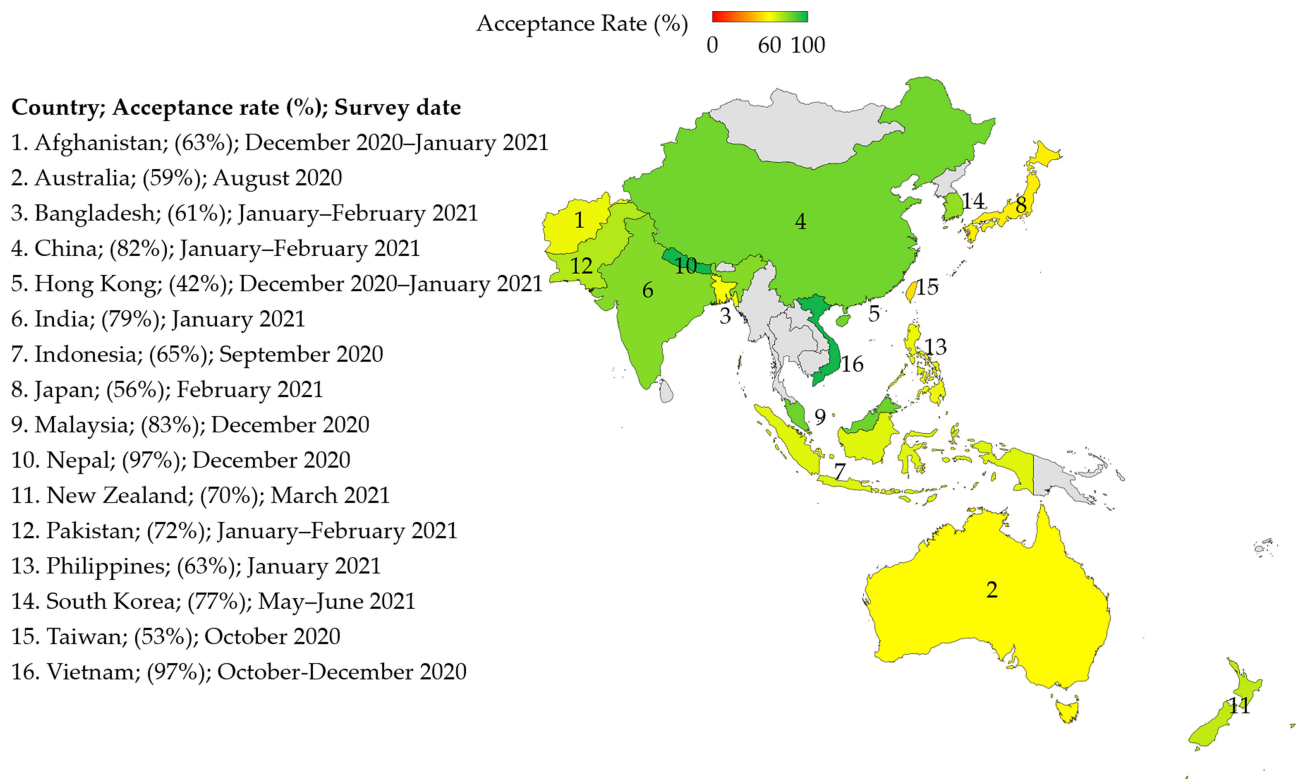 Acceptance Rate (%)
0 60 100
Country; Acceptance rate (%); Survey date
1. Afghanistan; (63%); December 2020–January 2021
2. Australia; (59%); August 2020
3. Bangladesh; (61%); January–February 2021
4. China; (82%); January–February 2021
5. Hong Kong; (42%); December 2020–January 2021
6. India; (79%); January 2021
7. Indonesia; (65%); September 2020
8. Japan; (56%); February 2021
9. Malaysia; (83%); December 2020
10. Nepal; (97%); December 2020
11. New Zealand; (70%); March 2021
12. Pakistan; (72%); January–February 2021
13. Philippines; (63%); January 2021
14. South Korea; (77%); May–June 2021
15. Taiwan; (53%); October 2020
16. Vietnam; (97%); October-December 2020
14
8
1
4
12
10
6
15
5
3
13
16
9
7
2
11